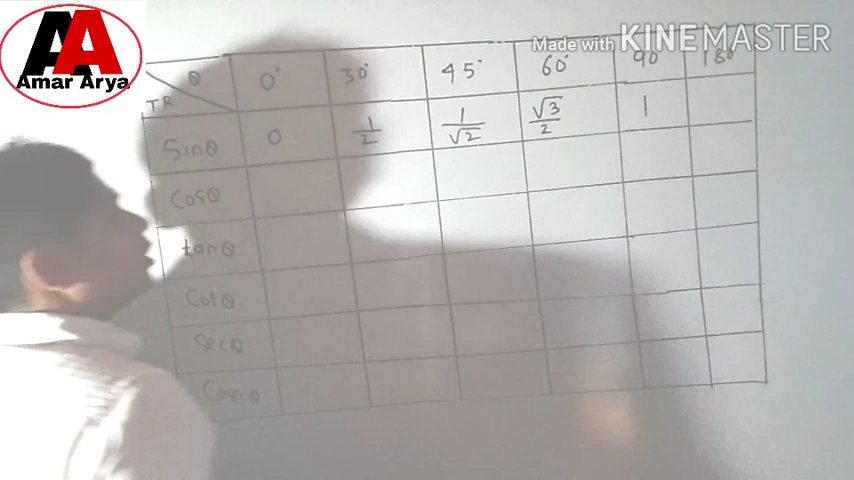 AA
Amar Arya
Made with KINEMASTER
θ 0° 30° 45° 60° 90° 180°
TR
Sinθ 0 1/2 1/√2 √3/2 1
Cosθ
tanθ
Cotθ
Secθ
Cosecθ